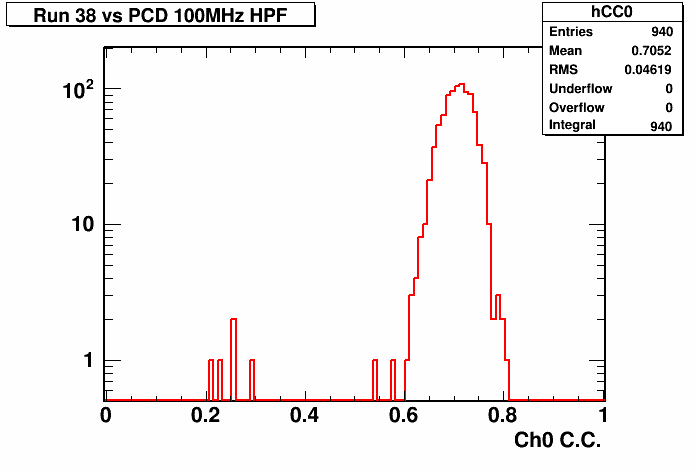 Run 38 vs PCD 100MHz HPF
hCC0
Entries 940
Mean 0.7052
RMS 0.04619
Underflow 0
Overflow 0
Integral 940
10²
10
1
0 0.2 0.4 0.6 0.8 1
Ch0 C.C.